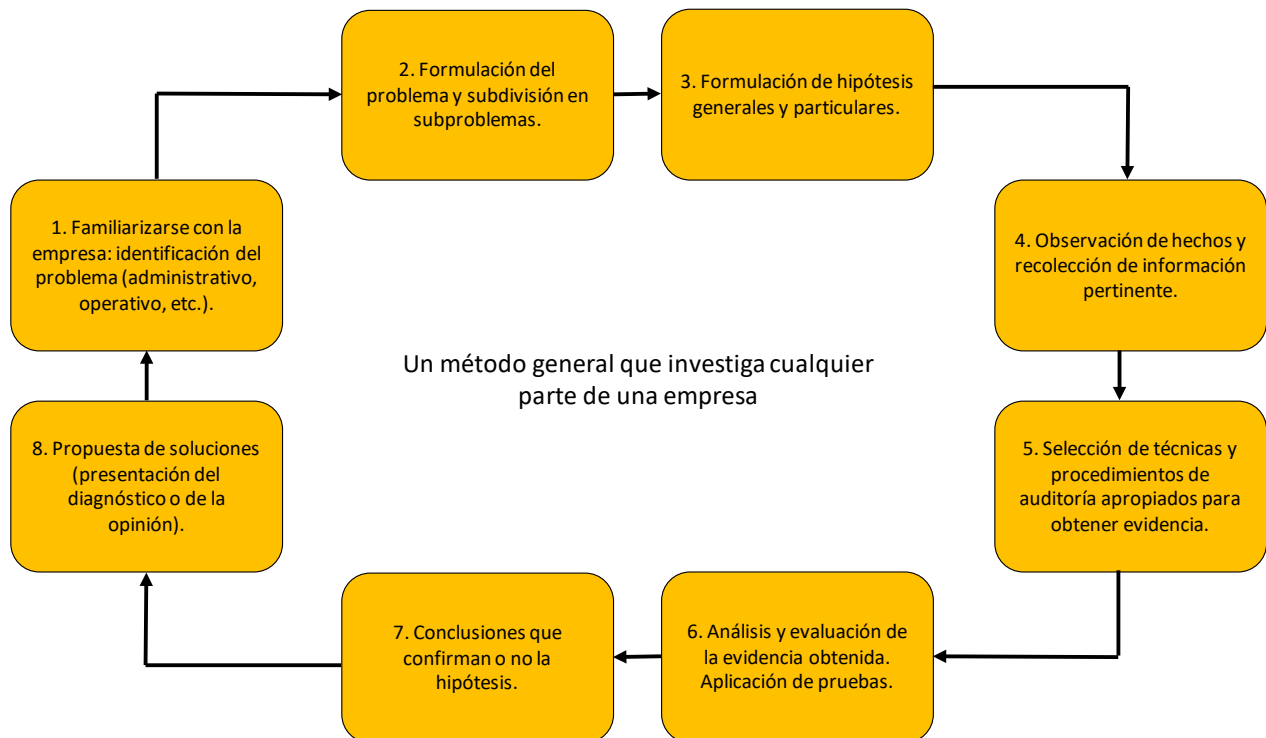 2. Formulación del
problema y subdivisión en
subproblemas.
3. Formulación de hipótesis
generales y particulares.
1. Familiarizarse con la
empresa: identificación del
problema (administrativo,
operativo, etc.).
4. Observación de hechos y
recolección de información
pertinente.
Un método general que investiga cualquier
parte de una empresa
8. Propuesta de soluciones
(presentación del
diagnóstico o de la
opinión).
5. Selección de técnicas y
procedimientos de
auditoría apropiados para
obtener evidencia.
7. Conclusiones que
confirman o no la
hipótesis.
6. Análisis y evaluación de
la evidencia obtenida.
Aplicación de pruebas.